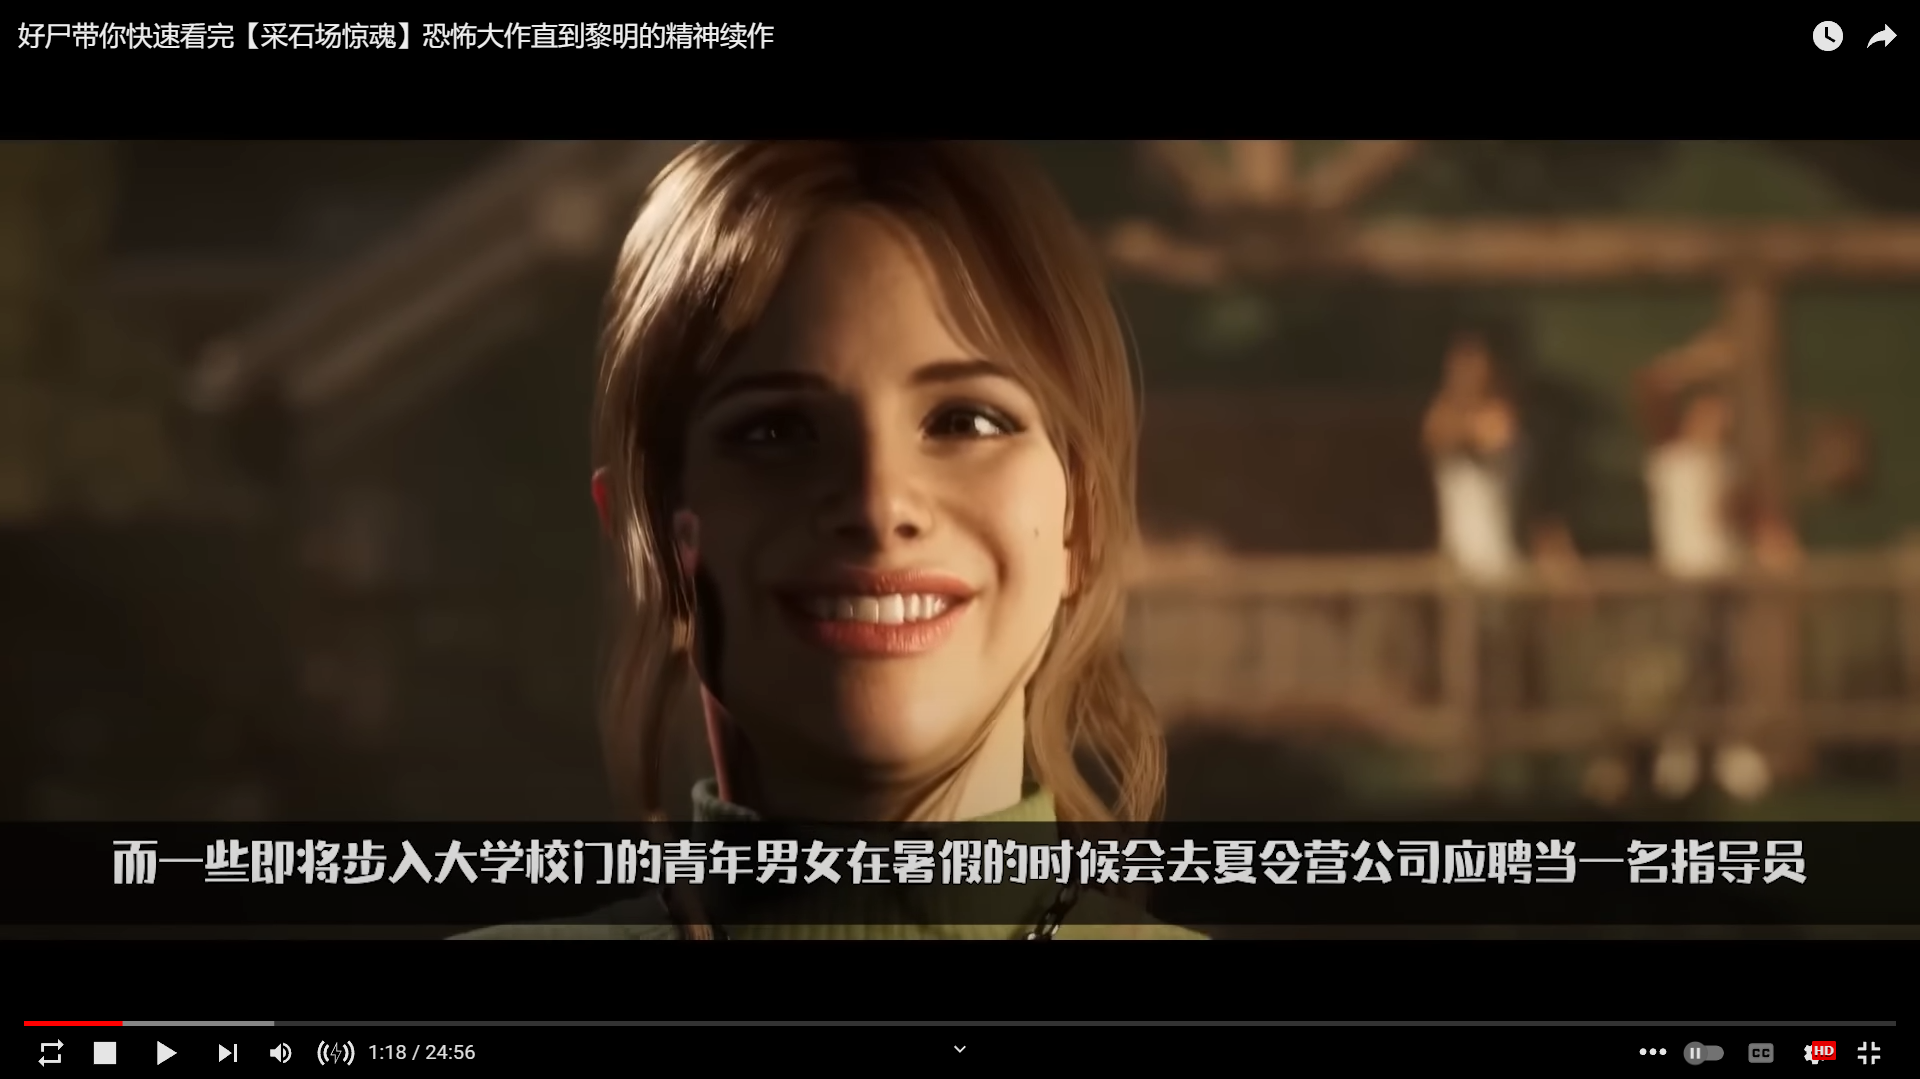 好尸带你快速看完【采石场惊魂】恐怖大作直到黎明的精神续作
而一些即将步入大学校门的青年男女在暑假的时候会去夏令营公司应聘当一名指导员
1:18 / 24:56
CC
HD